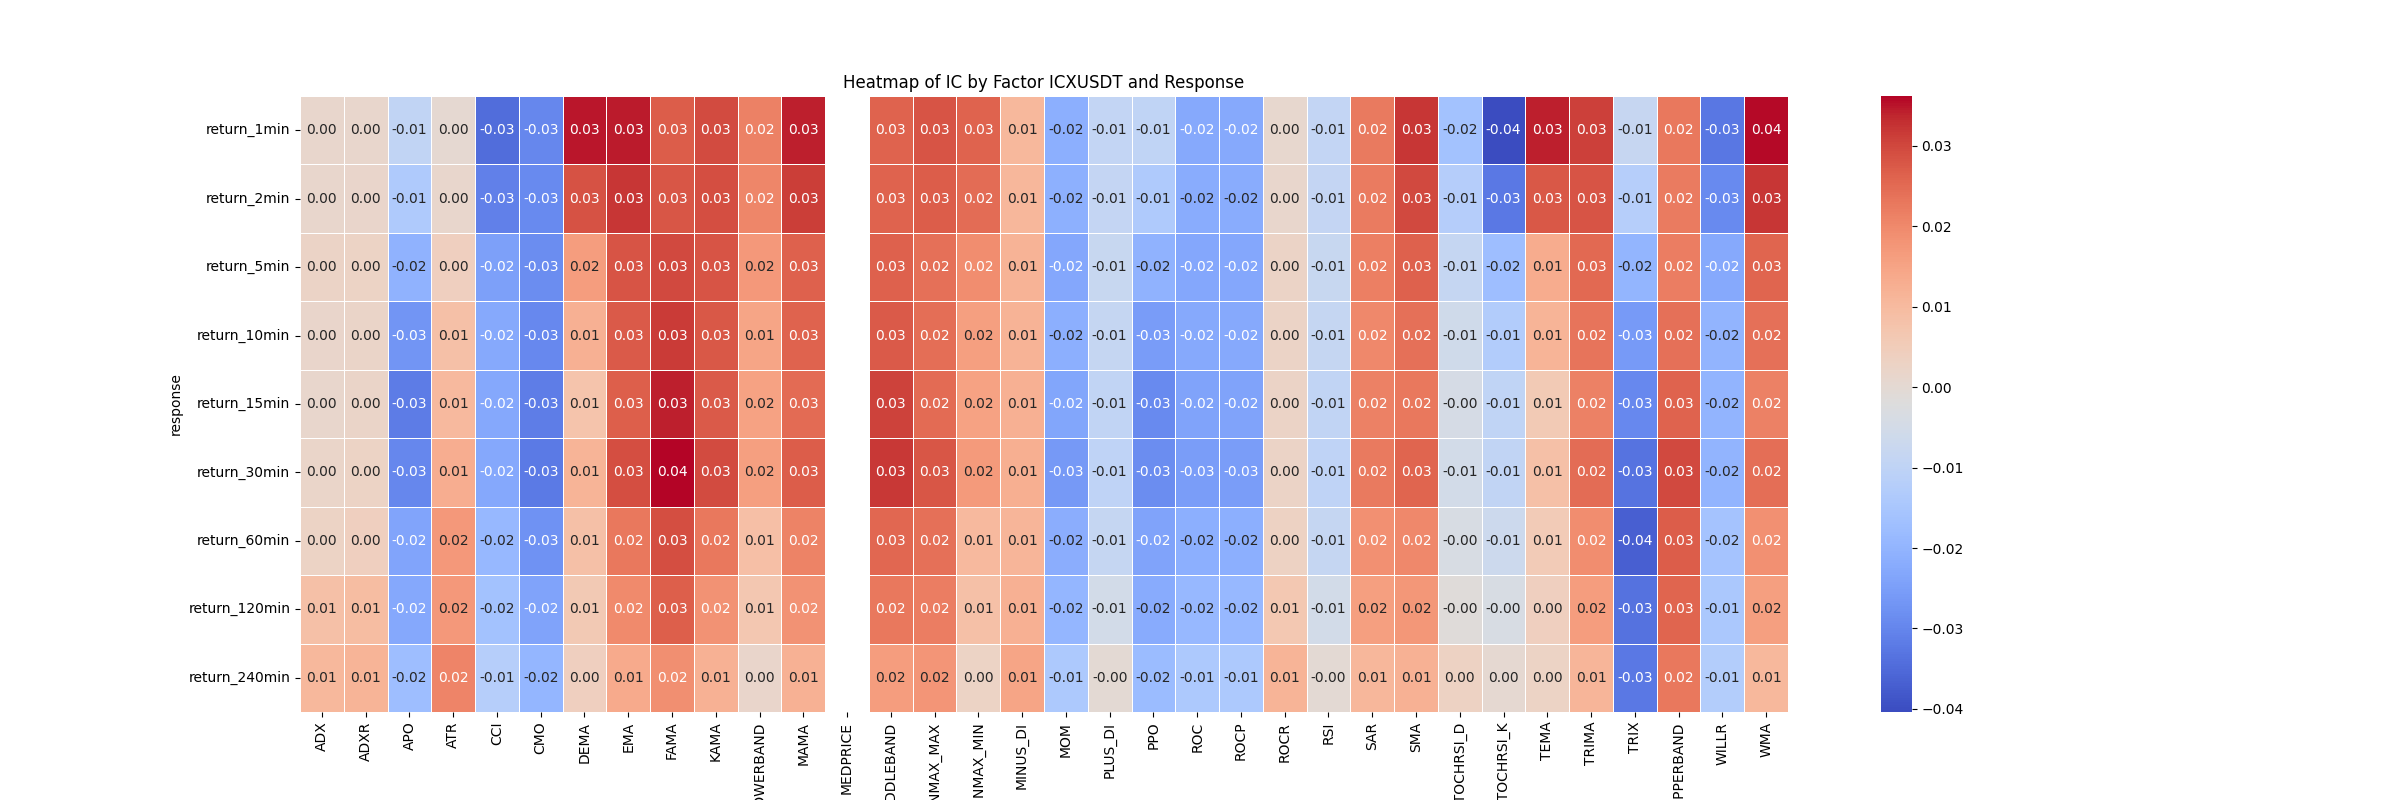 Heatmap of IC by Factor ICXUSDT and Response
return_1min 0.00 0.00 -0.01 0.00 -0.03 -0.03 0.03 0.03 0.03 0.03 0.02 0.03 0.03 0.03 0.03 0.01 -0.02 -0.01 -0.01 -0.02 -0.02 0.00 -0.01 0.02 0.03 -0.02 -0.04 0.03 0.03 -0.01 0.02 -0.03 0.04
return_2min 0.00 0.00 -0.01 0.00 -0.03 -0.03 0.03 0.03 0.03 0.03 0.02 0.03 0.03 0.03 0.02 0.01 -0.02 -0.01 -0.01 -0.02 -0.02 0.00 -0.01 0.02 0.03 -0.01 -0.03 0.03 0.03 -0.01 0.02 -0.03 0.03
return_5min 0.00 0.00 -0.02 0.00 -0.02 -0.03 0.02 0.03 0.03 0.03 0.02 0.03 0.03 0.02 0.02 0.01 -0.02 -0.01 -0.02 -0.02 -0.02 0.00 -0.01 0.02 0.03 -0.01 -0.02 0.01 0.03 -0.02 0.02 -0.02 0.03
return_10min 0.00 0.00 -0.03 0.01 -0.02 -0.03 0.01 0.03 0.03 0.03 0.01 0.03 0.03 0.02 0.02 0.01 -0.02 -0.01 -0.03 -0.02 -0.02 0.00 -0.01 0.02 0.02 -0.01 -0.01 0.01 0.02 -0.03 0.02 -0.02 0.02
return_15min 0.00 0.00 -0.03 0.01 -0.02 -0.03 0.01 0.03 0.03 0.03 0.02 0.03 0.03 0.02 0.02 0.01 -0.02 -0.01 -0.03 -0.02 -0.02 0.00 -0.01 0.02 0.02 -0.00 -0.01 0.01 0.02 -0.03 0.03 -0.02 0.02
return_30min 0.00 0.00 -0.03 0.01 -0.02 -0.03 0.01 0.03 0.04 0.03 0.02 0.03 0.03 0.03 0.02 0.01 -0.03 -0.01 -0.03 -0.03 -0.03 0.00 -0.01 0.02 0.03 -0.01 -0.01 0.01 0.02 -0.03 0.03 -0.02 0.02
return_60min 0.00 0.00 -0.02 0.02 -0.02 -0.03 0.01 0.02 0.03 0.02 0.01 0.02 0.03 0.02 0.01 0.01 -0.02 -0.01 -0.02 -0.02 -0.02 0.00 -0.01 0.02 0.02 -0.00 -0.01 0.01 0.02 -0.04 0.03 -0.02 0.02
return_120min 0.01 0.01 -0.02 0.02 -0.02 -0.02 0.01 0.02 0.03 0.02 0.01 0.02 0.02 0.02 0.01 0.01 -0.02 -0.01 -0.02 -0.02 -0.02 0.01 -0.01 0.02 0.02 -0.00 -0.00 0.00 0.02 -0.03 0.03 -0.01 0.02
return_240min 0.01 0.01 -0.02 0.02 -0.01 -0.02 0.00 0.01 0.02 0.01 0.00 0.01 0.02 0.02 0.00 0.01 -0.01 -0.00 -0.02 -0.01 -0.01 0.01 -0.00 0.01 0.01 0.00 0.00 0.00 0.01 -0.03 0.02 -0.01 0.01
response
ADX ADXR APO ATR CCI CMO DEMA EMA FAMA KAMA OWERBAND MAMA MEDPRICE DDLEBAND NMAX_MAX NMAX_MIN MINUS_DI MOM PLUS_DI PPO ROC ROCP ROCR RSI SAR SMA TOCHRSI_D TOCHRSI_K TEMA TRIMA TRIX PPERBAND WILLR WMA
0.03
0.02
0.01
0.00
−0.01
−0.02
−0.03
−0.04